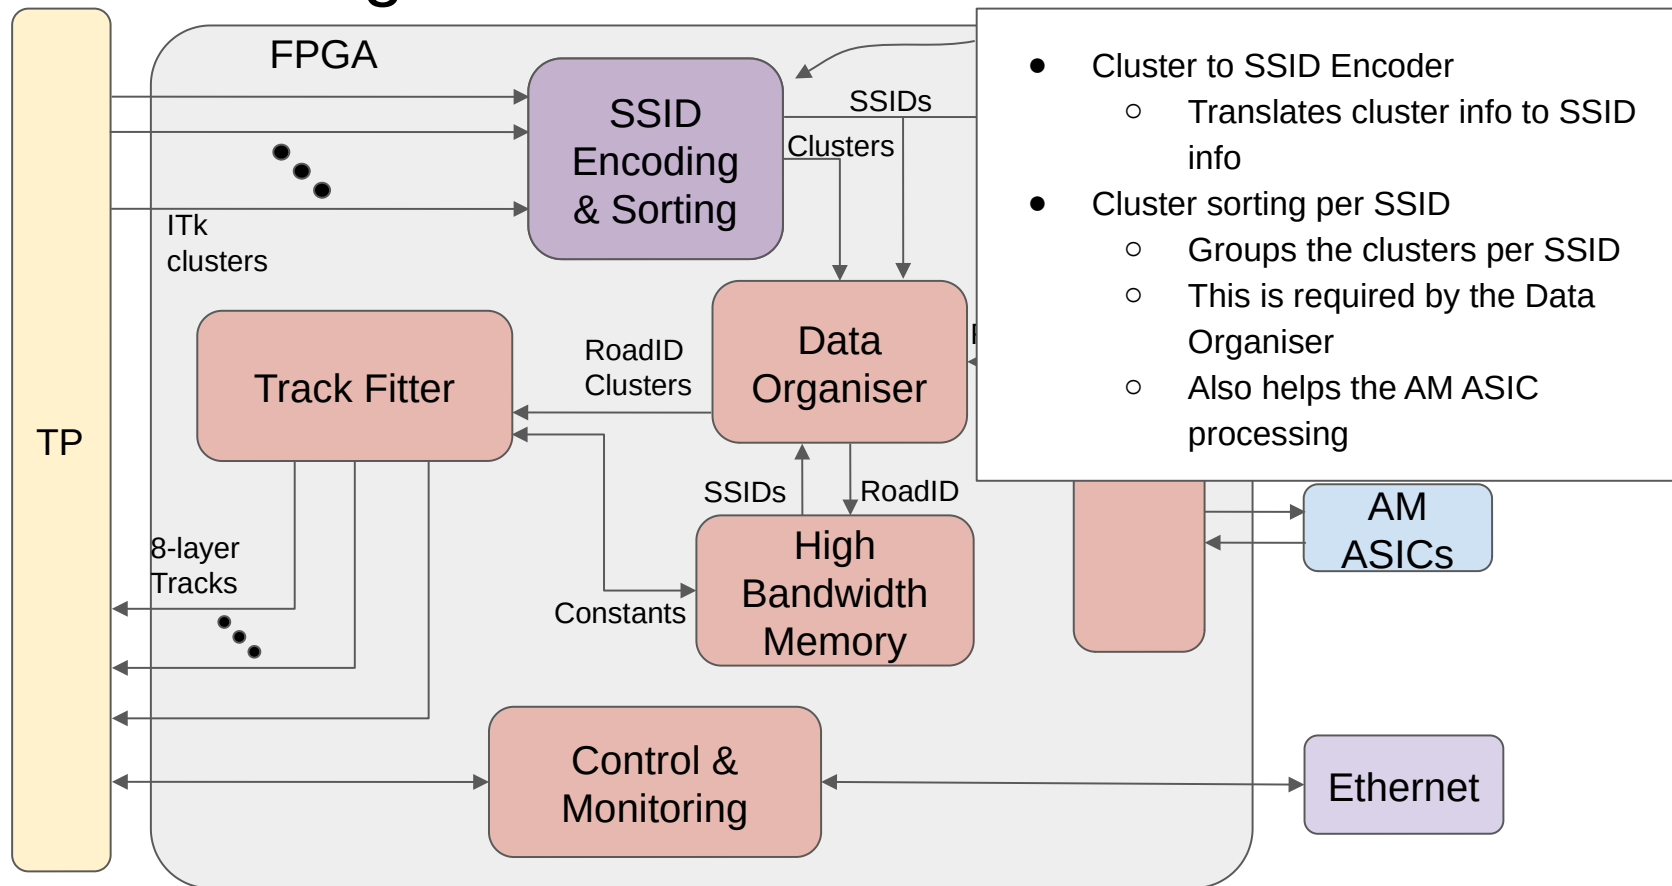 FPGA
SSID
Encoding
& Sorting
SSIDs
Clusters
ITk
clusters
● Cluster to SSID Encoder
○ Translates cluster info to SSID
info
● Cluster sorting per SSID
○ Groups the clusters per SSID
○ This is required by the Data
Organiser
○ Also helps the AM ASIC
processing
TP
Track Fitter
RoadID
Clusters
Data
Organiser
SSIDs
RoadID
AM
ASICs
8-layer
Tracks
Constants
High
Bandwidth
Memory
Control &
Monitoring
Ethernet